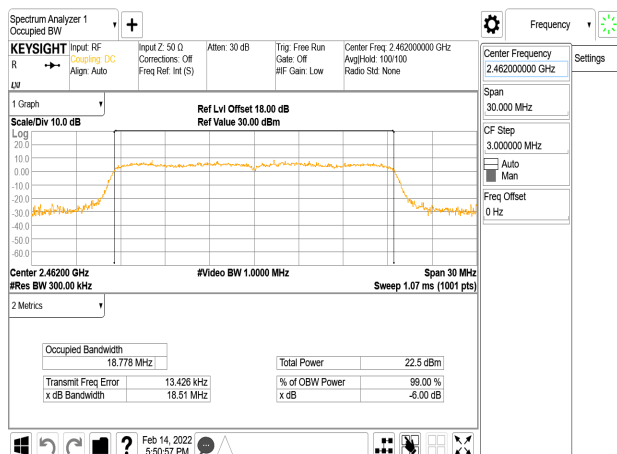 Spectrum Analyzer 1
Occupied BW
Frequency
KEYSIGHT
Input: RF
Coupling: DC
Align: Auto
Input Z: 50 Ω
Corrections: Off
Freq Ref: Int (S)
Atten: 30 dB
Trig: Free Run
Gate: Off
#IF Gain: Low
Center Freq: 2.462000000 GHz
Avg|Hold: 100/100
Radio Std: None
R
LXI
Center Frequency
2.462000000 GHz
Settings
Span
30.000 MHz
CF Step
3.000000 MHz
Auto
Man
Freq Offset
0 Hz
1 Graph
Scale/Div 10.0 dB
Ref Lvl Offset 18.00 dB
Ref Value 30.00 dBm
Log
20.0
10.0
0.00
-10.0
-20.0
-30.0
-40.0
-50.0
-60.0
Center 2.46200 GHz
#Video BW 1.0000 MHz
Span 30 MHz
#Res BW 300.00 kHz
Sweep 1.07 ms (1001 pts)
2 Metrics
Occupied Bandwidth
18.778 MHz
Total Power 22.5 dBm
Transmit Freq Error 13.426 kHz
% of OBW Power 99.00 %
x dB Bandwidth 18.51 MHz
x dB -6.00 dB
Feb 14, 2022
5:50:57 PM